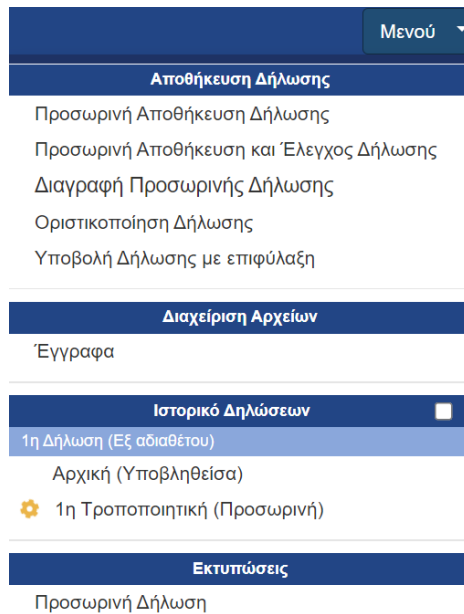 Μενού
Αποθήκευση Δήλωσης
Προσωρινή Αποθήκευση Δήλωσης
Προσωρινή Αποθήκευση και Έλεγχος Δήλωσης
Διαγραφή Προσωρινής Δήλωσης
Οριστικοποίηση Δήλωσης
Υποβολή Δήλωσης με επιφύλαξη
Διαχείριση Αρχείων
Έγγραφα
Ιστορικό Δηλώσεων
1η Δήλωση (Εξ αδιαθέτου)
Αρχική (Υποβληθείσα)
1η Τροποποιητική (Προσωρινή)
Εκτυπώσεις
Προσωρινή Δήλωση